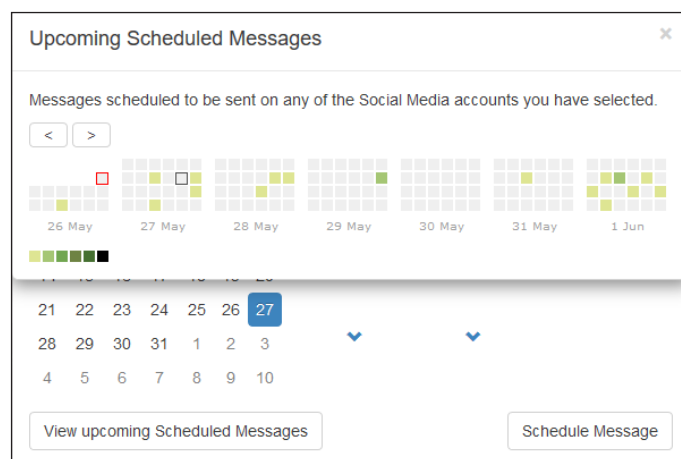 Upcoming Scheduled Messages ×
Messages scheduled to be sent on any of the Social Media accounts you have selected.
< >
26 May 27 May 28 May 29 May 30 May 31 May 1 Jun
21 22 23 24 25 26 27
28 29 30 31 1 2 3
4 5 6 7 8 9 10
View upcoming Scheduled Messages Schedule Message